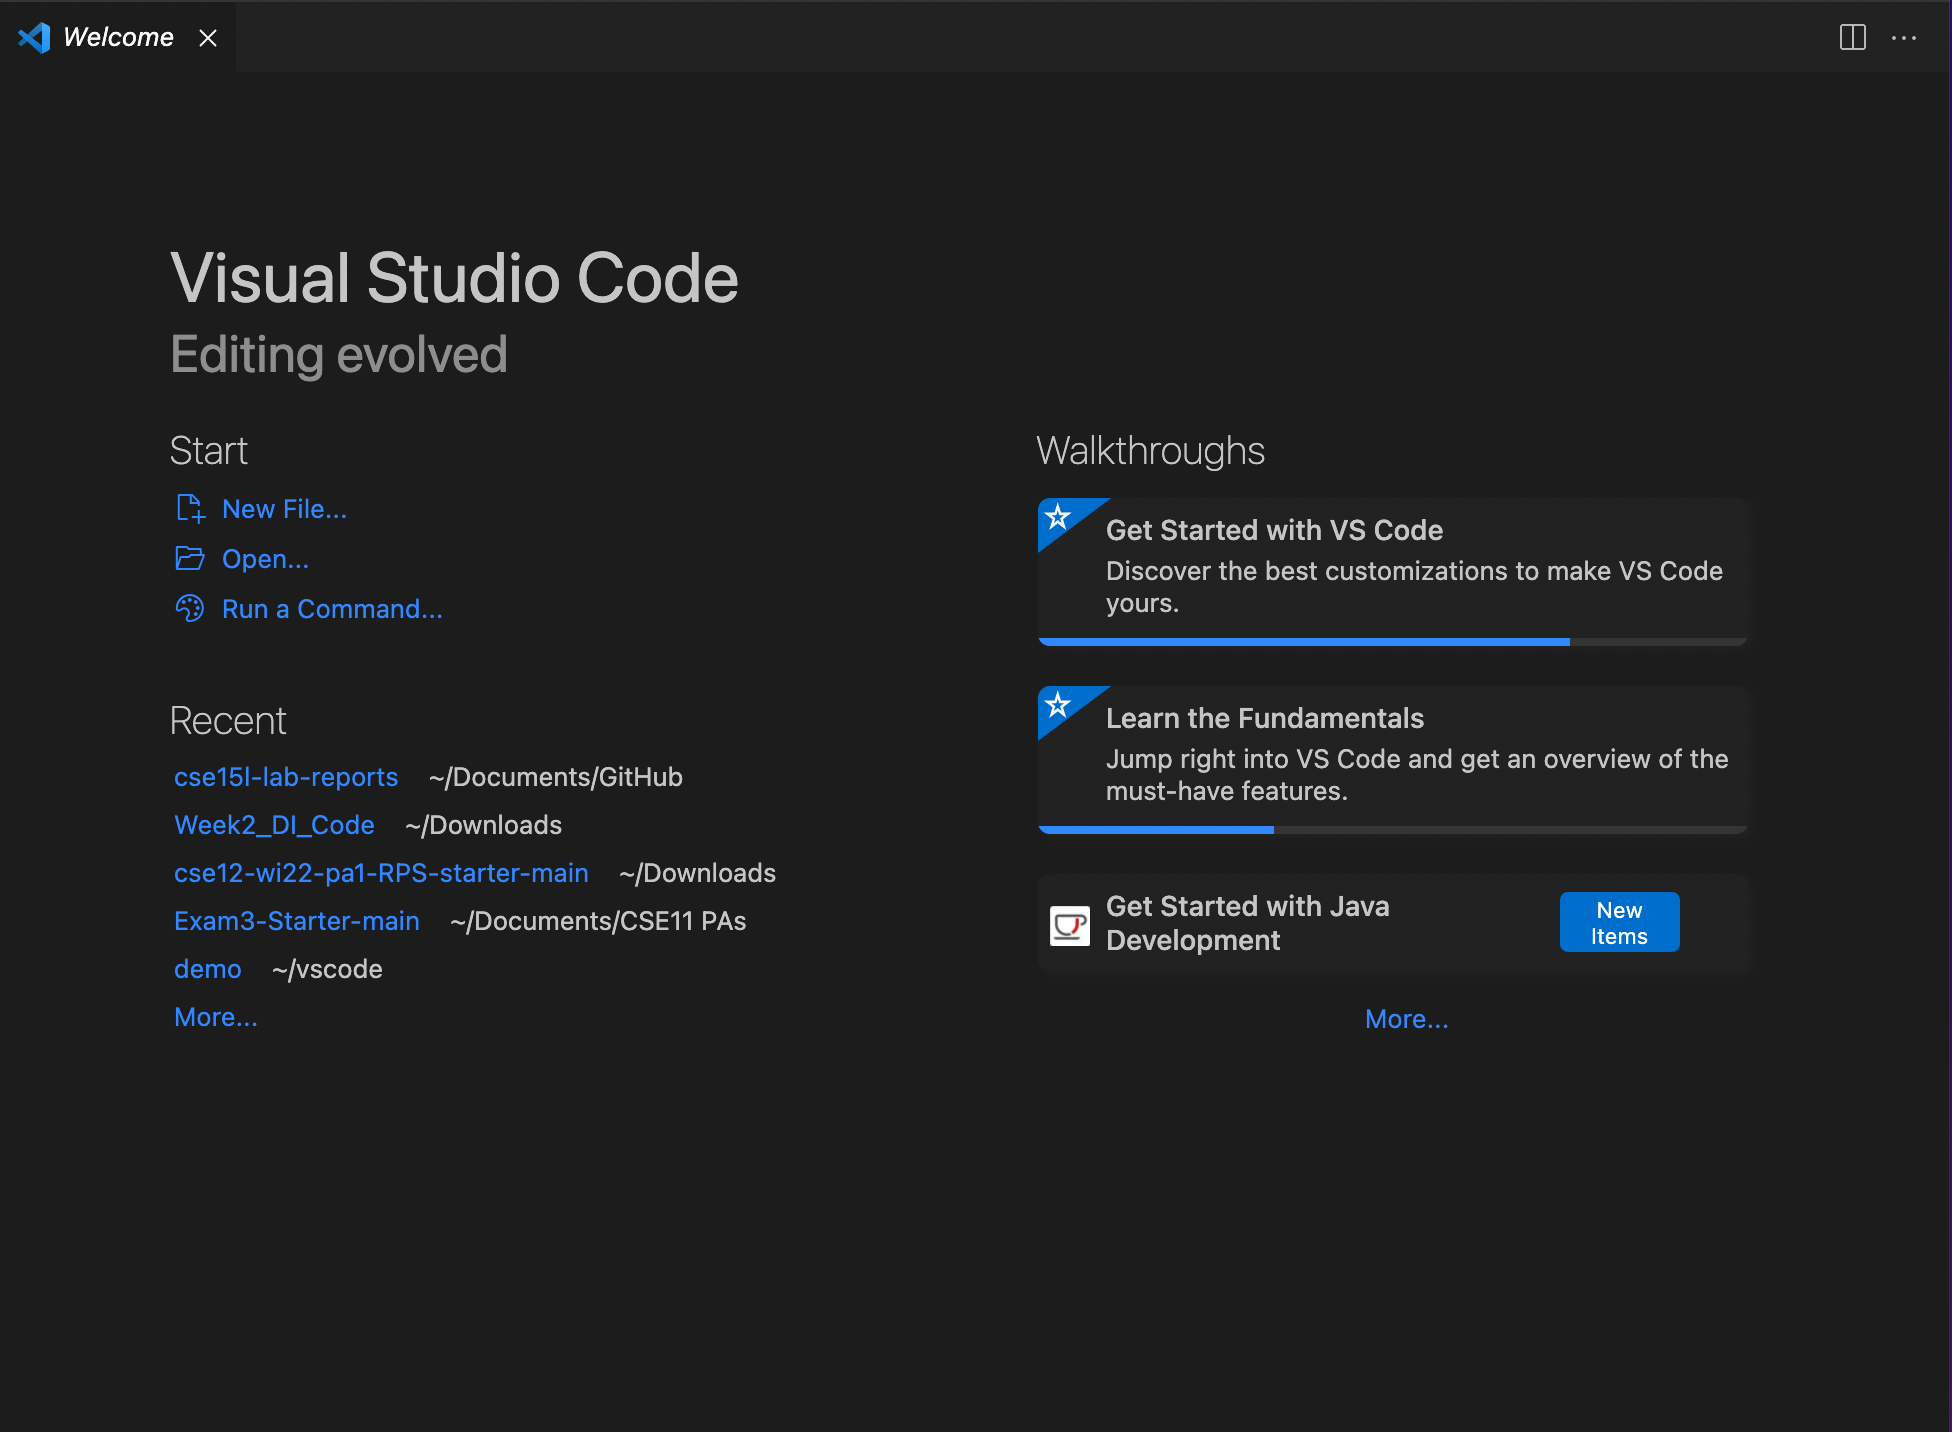 Welcome
Visual Studio Code
Editing evolved
Start
New File...
Open...
Run a Command...
Recent
cse15l-lab-reports ~/Documents/GitHub
Week2_DI_Code ~/Downloads
cse12-wi22-pa1-RPS-starter-main ~/Downloads
Exam3-Starter-main ~/Documents/CSE11 PAs
demo ~/vscode
More...
Walkthroughs
Get Started with VS Code
Discover the best customizations to make VS Code
yours.
Learn the Fundamentals
Jump right into VS Code and get an overview of the
must-have features.
Get Started with Java
Development
New
Items
More...